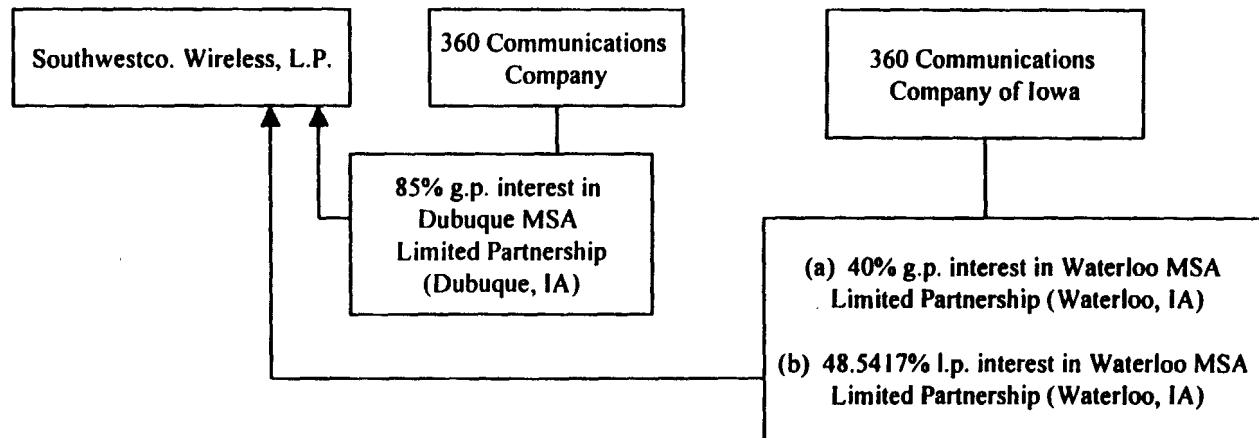 Southwestco. Wireless, L.P.
360 Communications
Company
360 Communications
Company of Iowa
85% g.p. interest in
Dubuque MSA
Limited Partnership
(Dubuque, IA)
(a) 40% g.p. interest in Waterloo MSA
Limited Partnership (Waterloo, IA)
(b) 48.5417% l.p. interest in Waterloo MSA
Limited Partnership (Waterloo, IA)